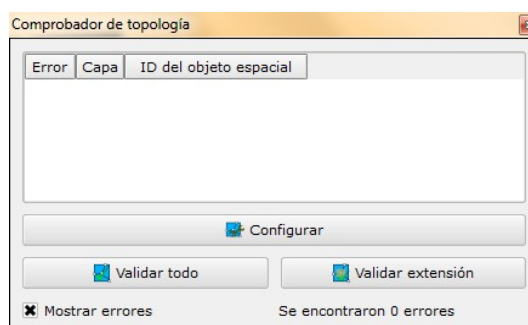 Comprobador de topología
Error Capa ID del objeto espacial
Configurar
Validar todo Validar extensión
Mostrar errores Se encontraron 0 errores